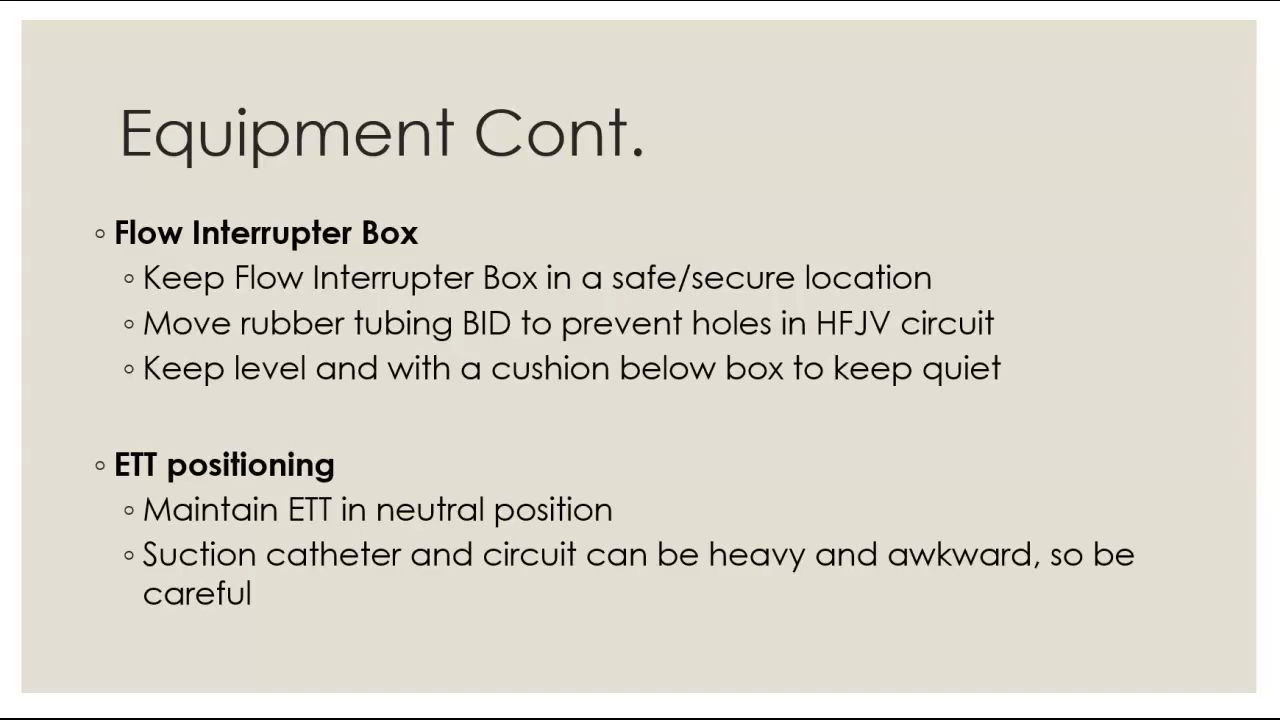 Equipment Cont.
◦ Flow Interrupter Box
◦ Keep Flow Interrupter Box in a safe/secure location
◦ Move rubber tubing BID to prevent holes in HFJV circuit
◦ Keep level and with a cushion below box to keep quiet
◦ ETT positioning
◦ Maintain ETT in neutral position
◦ Suction catheter and circuit can be heavy and awkward, so be
careful